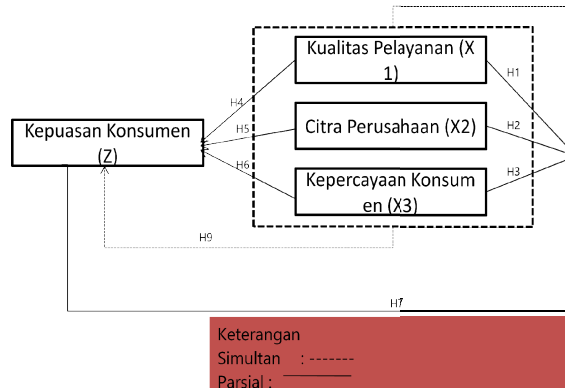 Kualitas Pelayanan (X
1)
H1
H4
Citra Perusahaan (X2)
H2
H5
Kepuasan Konsumen
(Z)
H6
H3
Kepercayaan Konsum
en (X3)
H9
H7
Keterangan
Simultan : -------
Parsial :